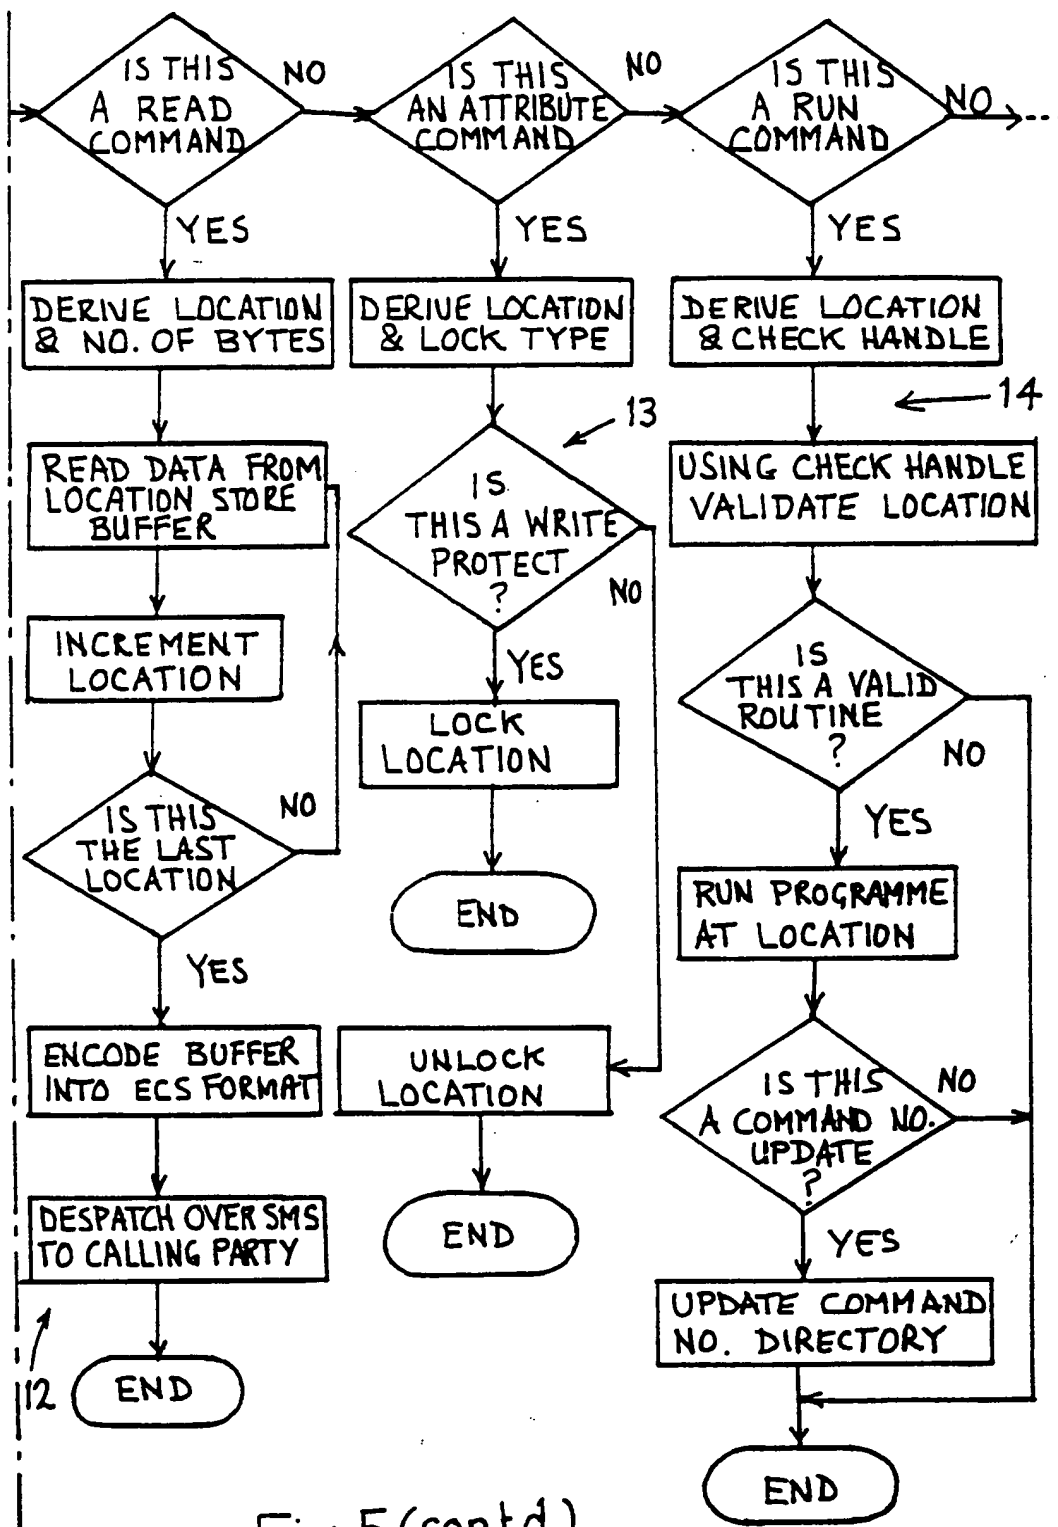 IS THIS
A READ
COMMAND
NO
YES
DERIVE LOCATION
& NO. OF BYTES
READ DATA FROM
LOCATION STORE
BUFFER
INCREMENT
LOCATION
IS THIS
THE LAST
LOCATION
NO
YES
ENCODE BUFFER
INTO ECS FORMAT
DESPATCH OVER SMS
TO CALLING PARTY
12
END
IS THIS
AN ATTRIBUTE
COMMAND
NO
YES
DERIVE LOCATION
& LOCK TYPE
13
IS
THIS A WRITE
PROTECT
?
NO
YES
LOCK
LOCATION
END
UNLOCK
LOCATION
END
IS THIS
A RUN
COMMAND
NO
YES
DERIVE LOCATION
& CHECK HANDLE
14
USING CHECK HANDLE
VALIDATE LOCATION
IS
THIS A VALID
ROUTINE
?
NO
YES
RUN PROGRAMME
AT LOCATION
IS THIS
A COMMAND NO.
UPDATE
?
NO
YES
UPDATE COMMAND
NO. DIRECTORY
END
Fig. 5 (contd.)